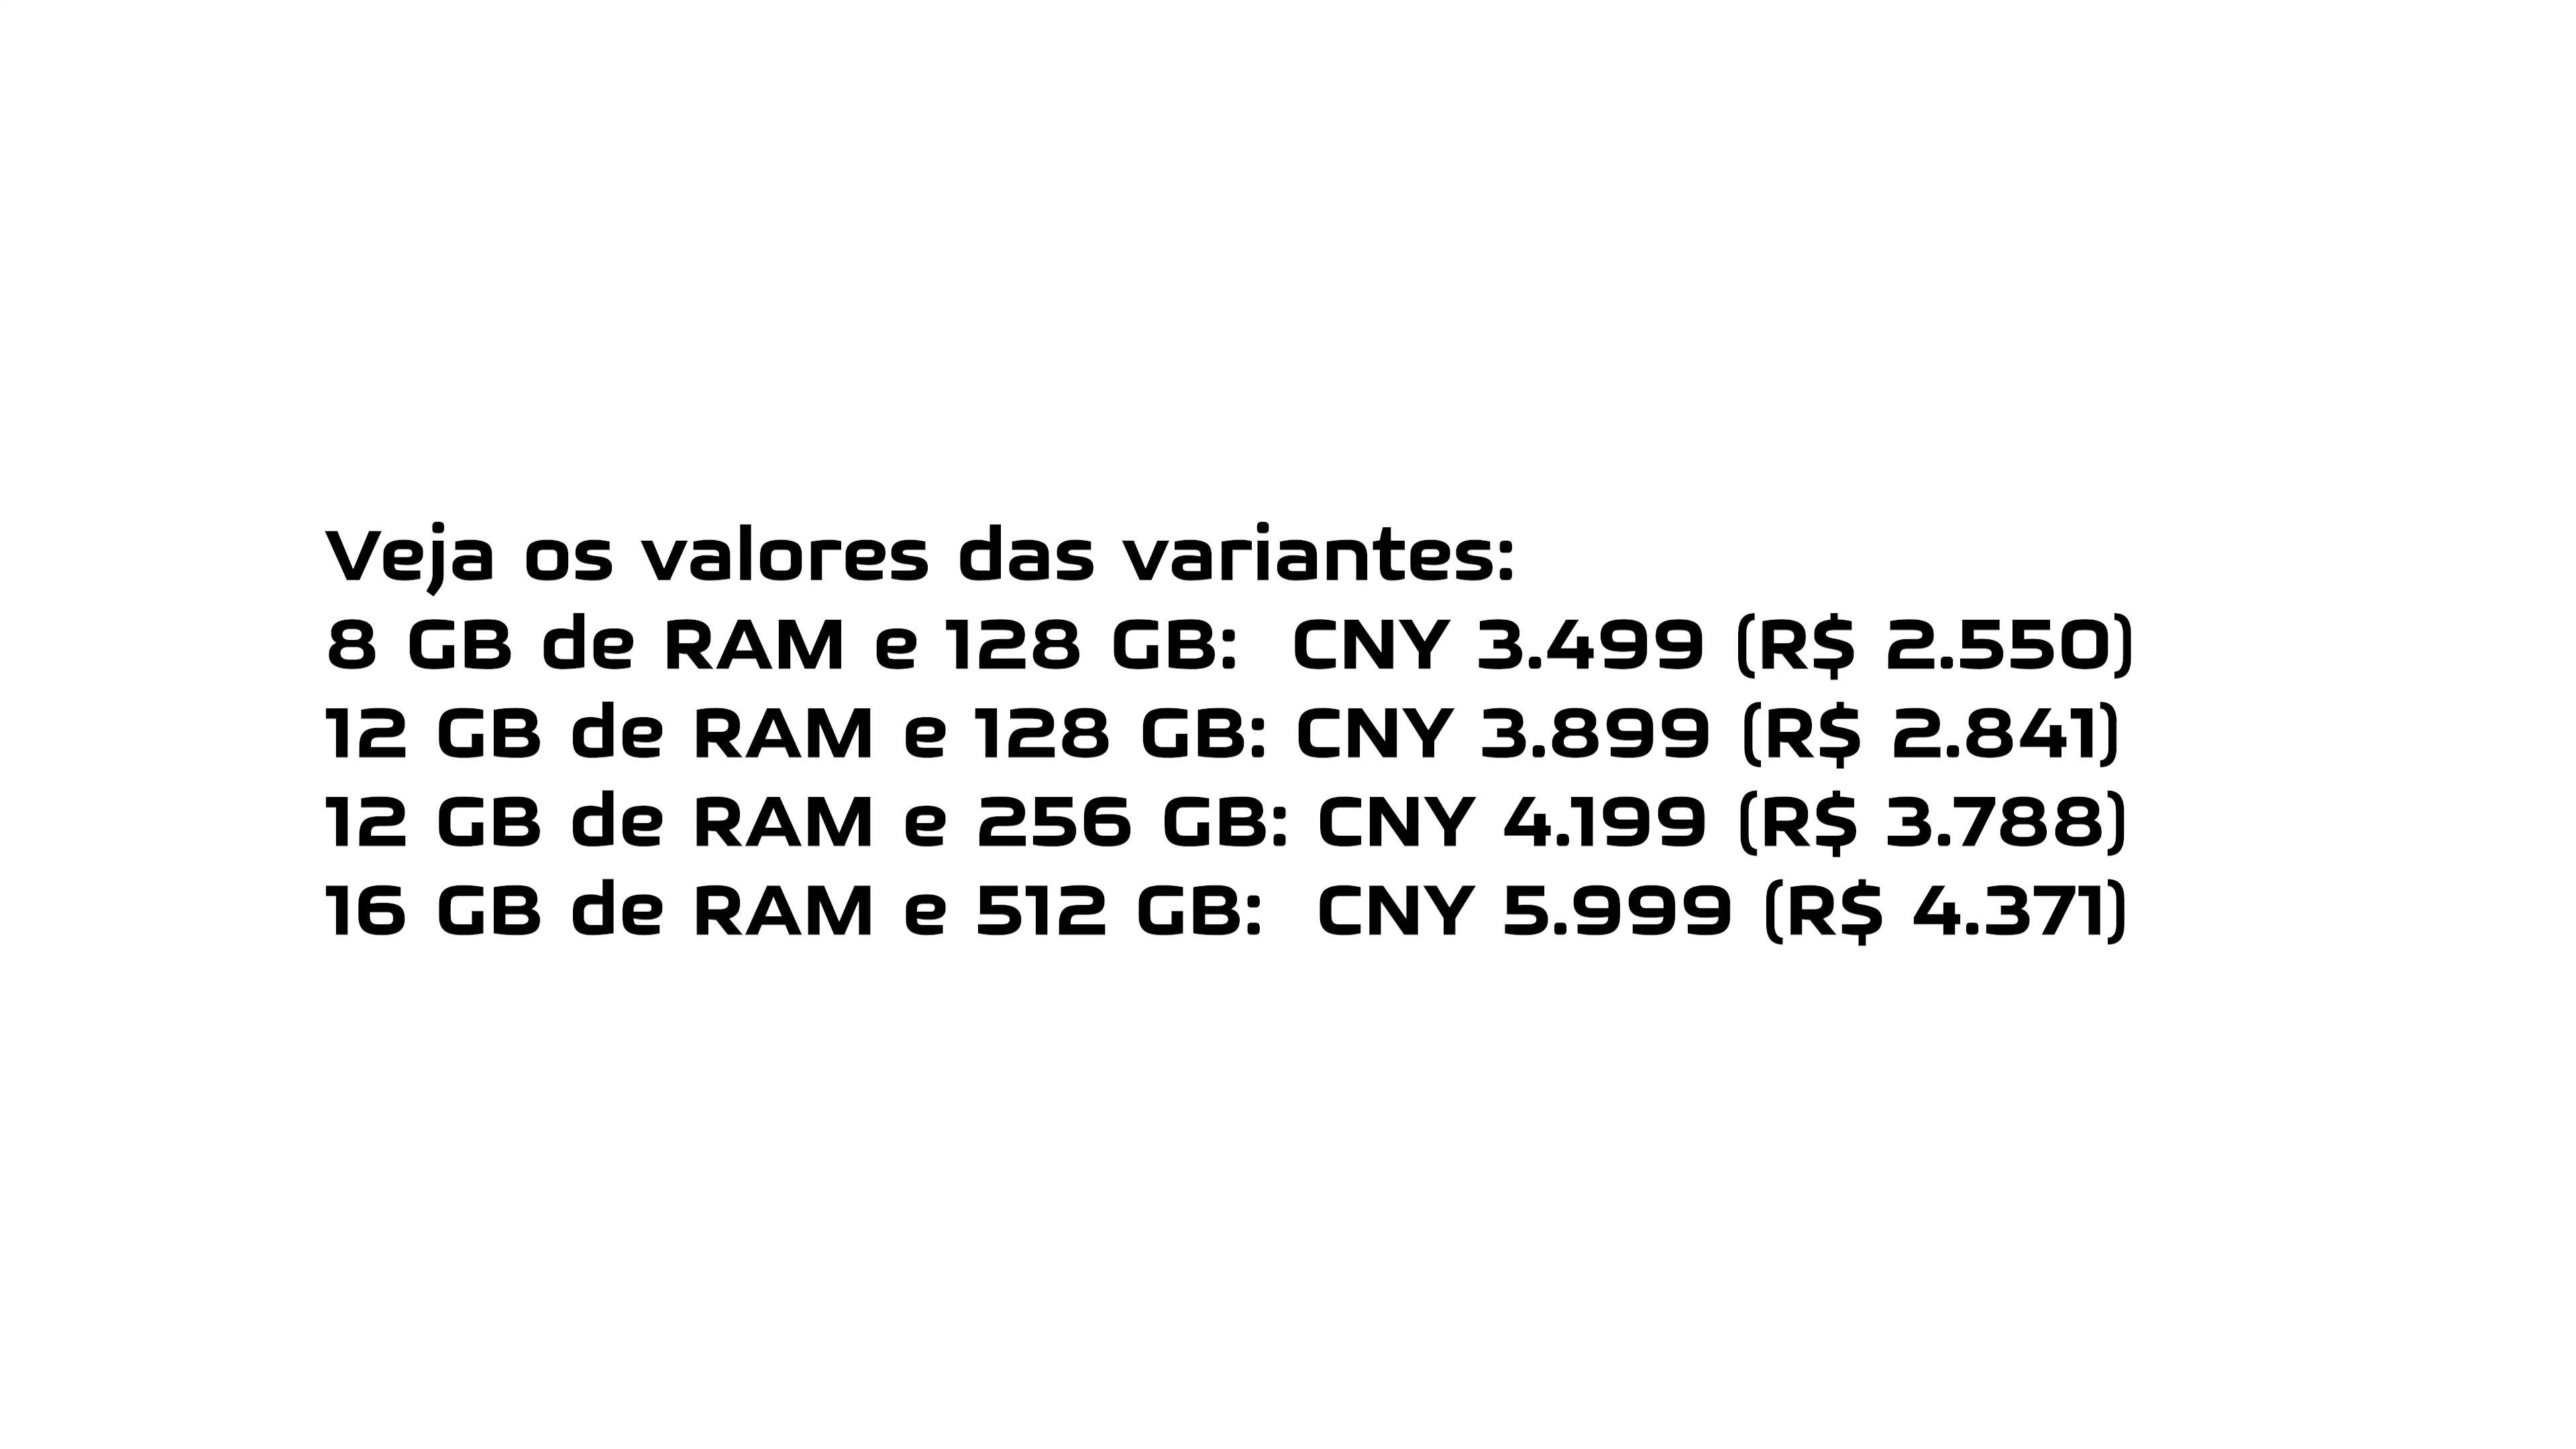 Veja os valores das variantes:
8 GB de RAM e 128 GB:  CNY 3.499 (R$ 2.550)
12 GB de RAM e 128 GB: CNY 3.899 (R$ 2.841)
12 GB de RAM e 256 GB: CNY 4.199 (R$ 3.788)
16 GB de RAM e 512 GB:  CNY 5.999 (R$ 4.371)